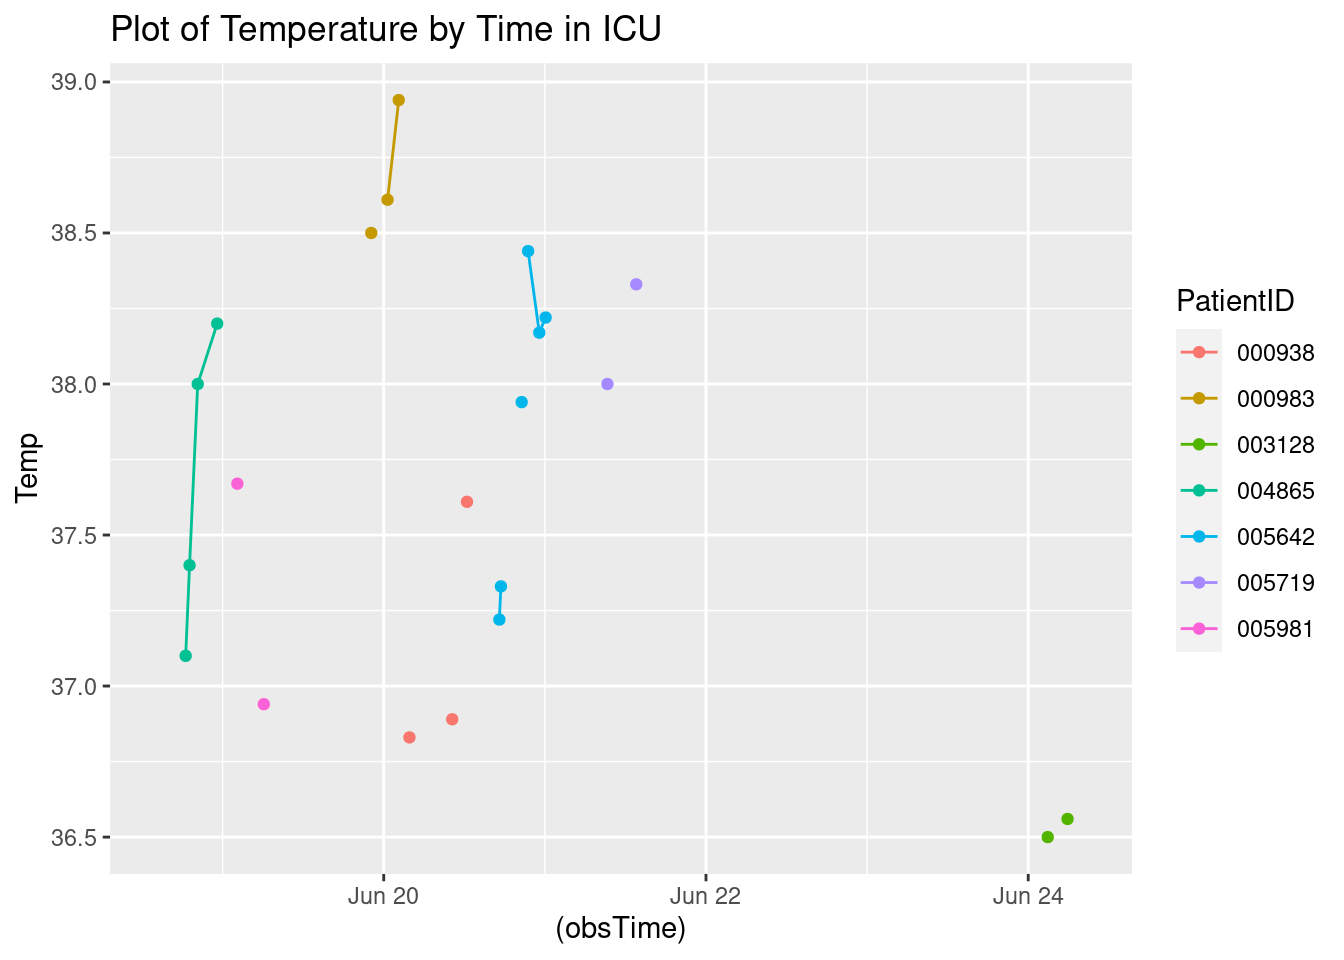 Plot of Temperature by Time in ICU
39.0
38.5
38.0
37.5
37.0
36.5
Temp
Jun 20
Jun 22
Jun 24
(obsTime)
PatientID
000938
000983
003128
004865
005642
005719
005981